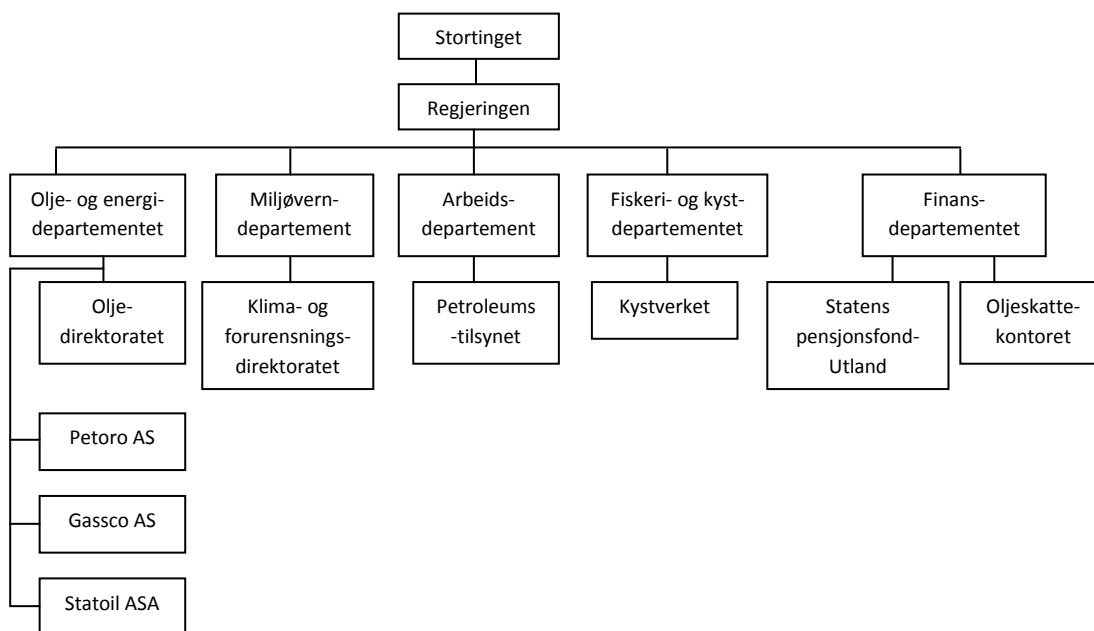 Stortinget
Regjeringen
Olje- og energi-
departementet
Miljøvern-
departement
Arbeids-
departement
Fiskeri- og kyst-
departementet
Finans-
departementet
Olje-
direktoratet
Klima- og
forurensnings-
direktoratet
Petroleums
-tilsynet
Kystverket
Statens
pensjonsfond-
Utland
Oljeskatte-
kontoret
Petoro AS
Gassco AS
Statoil ASA